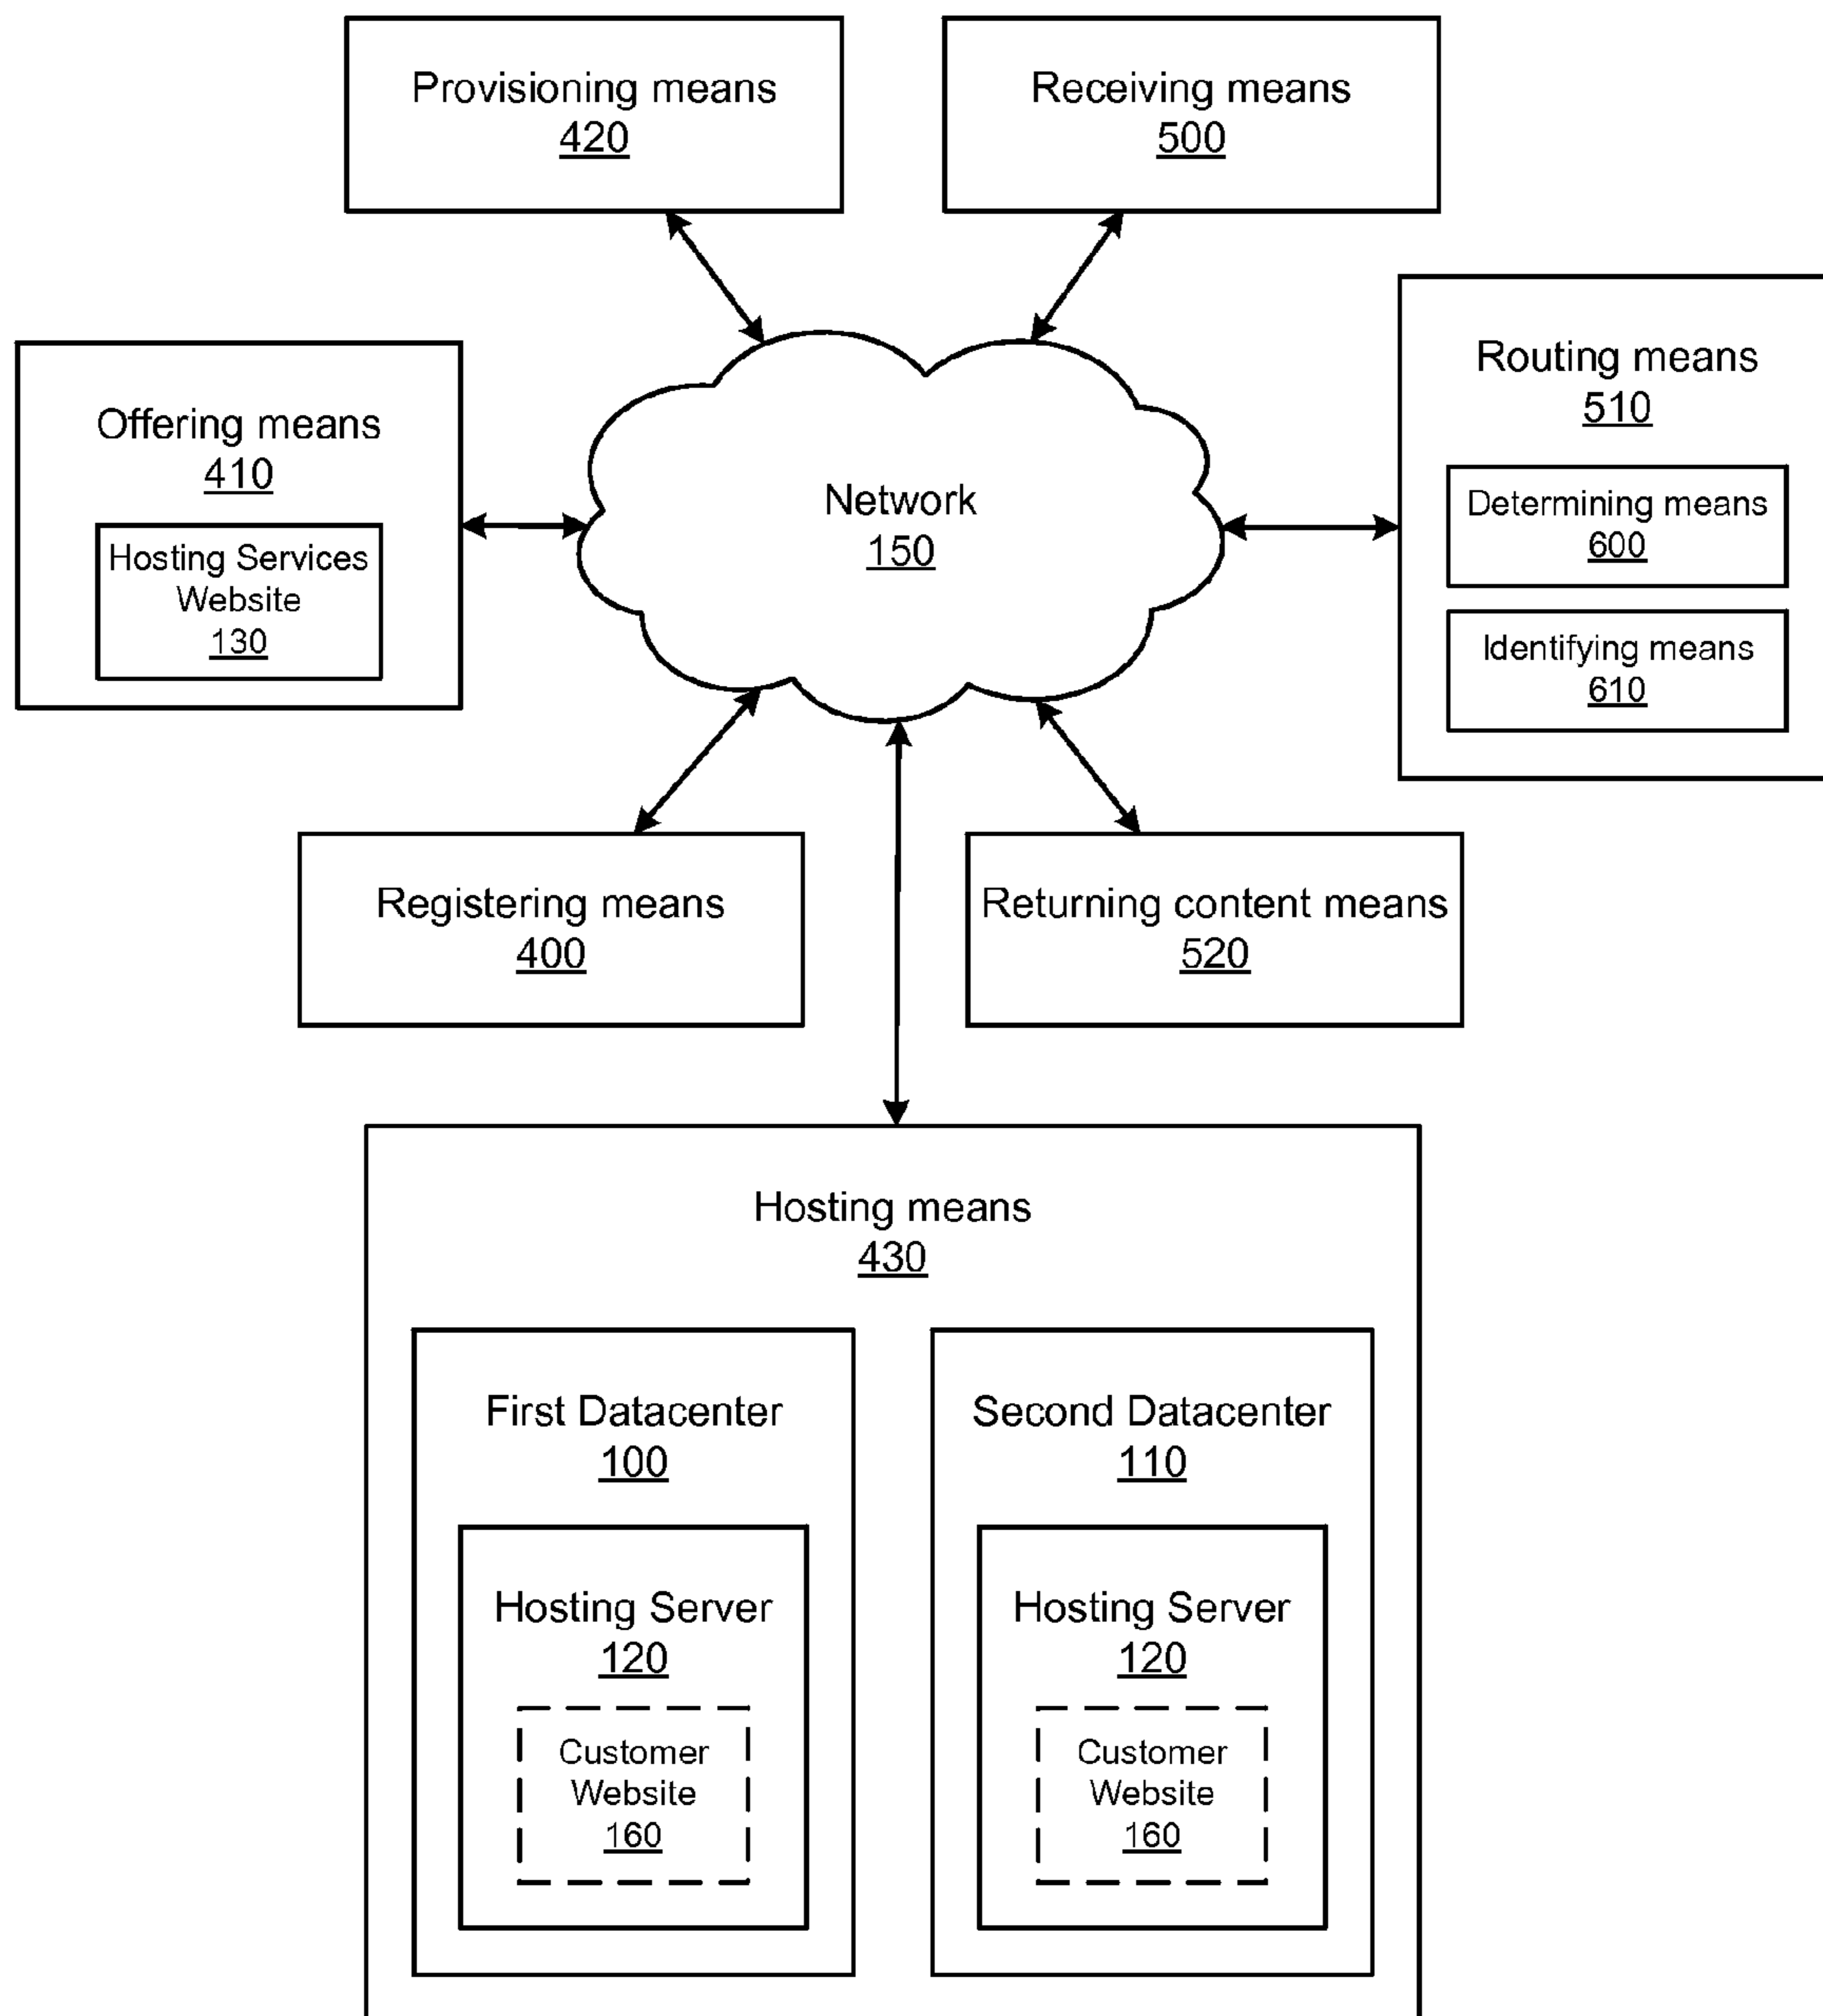 Provisioning means
420
Receiving means
500
Offering means
410
Hosting Services
Website
130
Network
150
Routing means
510
Determining means
600
Identifying means
610
Registering means
400
Returning content means
520
Hosting means
430
First Datacenter
100
Hosting Server
120
Customer
Website
160
Second Datacenter
110
Hosting Server
120
Customer
Website
160